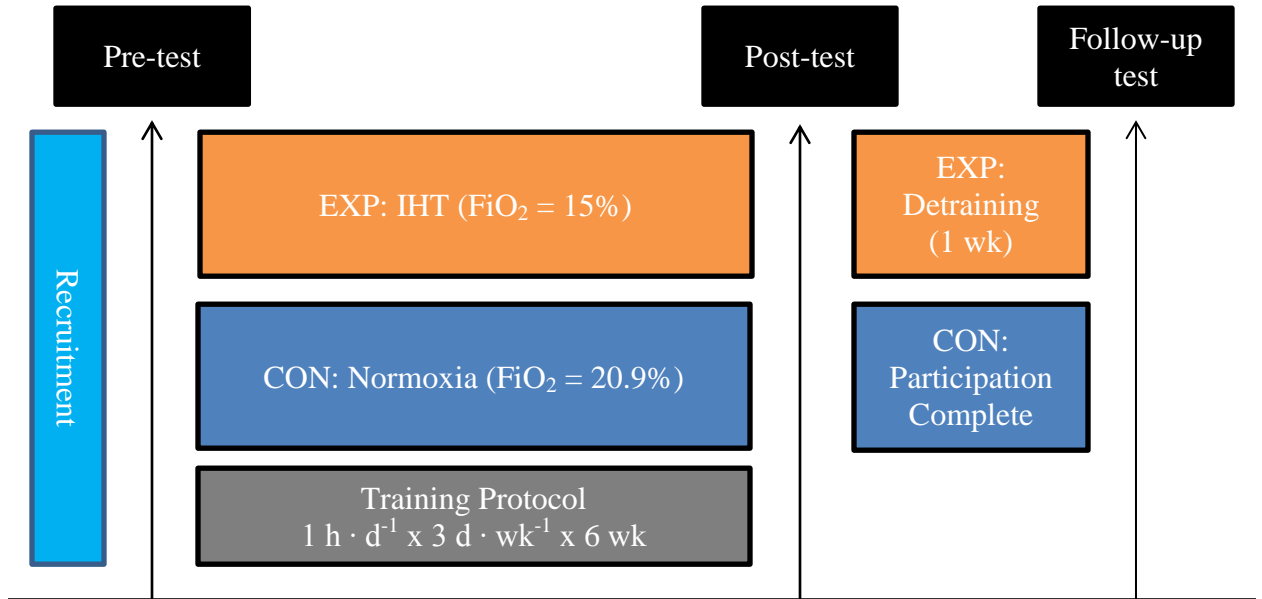 Pre-test
Post-test
Follow-up
test
Recruitment
EXP: IHT (FiO₂ = 15%)
EXP:
Detraining
(1 wk)
CON: Normoxia (FiO₂ = 20.9%)
CON:
Participation
Complete
Training Protocol
1 h · d⁻¹ x 3 d · wk⁻¹ x 6 wk